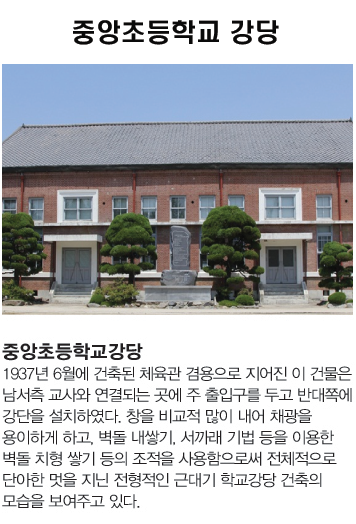 중앙초등학교 강당
중앙초등학교강당
1937년 6월에 건축된 체육관 겸용으로 지어진 이 건물은
남서측 교사와 연결되는 곳에 주 출입구를 두고 반대쪽에
강단을 설치하였다. 창을 비교적 많이 내어 채광을
용이하게 하고, 벽돌 내쌓기, 서까래 기법 등을 이용한
벽돌 치형 쌓기 등의 조적을 사용함으로써 전체적으로
단아한 멋을 지닌 전형적인 근대기 학교강당 건축의
모습을 보여주고 있다.